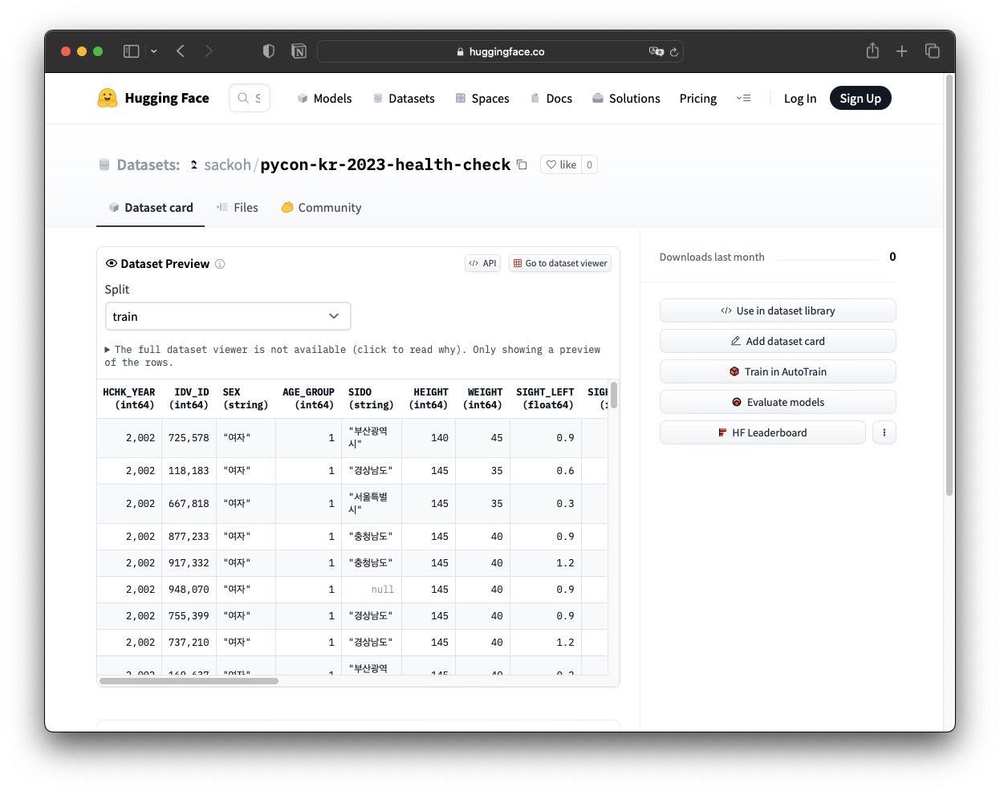 huggingface.co
Hugging Face
S
Models
Datasets
Spaces
Docs
Solutions
Pricing
Log In
Sign Up
Datasets: sackoh/pycon-kr-2023-health-check
like 0
Dataset card
Files
Community
Dataset Preview
API
Go to dataset viewer
Split
train
The full dataset viewer is not available (click to read why). Only showing a preview
of the rows.
HCHK_YEAR IDV_ID SEX AGE_GROUP SIDO HEIGHT WEIGHT SIGHT_LEFT
(int64) (int64) (string) (int64) (string) (int64) (int64) (float64)
2,002 725,578 "여자" 1 "부산광역
시" 140 45 0.9
2,002 118,183 "여자" 1 "경상남도" 145 35 0.6
2,002 667,818 "여자" 1 "서울특별
시" 145 35 0.3
2,002 877,233 "여자" 1 "충청남도" 145 40 0.9
2,002 917,332 "여자" 1 "충청남도" 145 40 1.2
2,002 948,070 "여자" 1 null 145 40 0.9
2,002 755,399 "여자" 1 "경상남도" 145 40 0.9
2,002 737,210 "여자" 1 "경상남도" 145 40 1.2
"부산광역
Downloads last month 0
Use in dataset library
Add dataset card
Train in AutoTrain
Evaluate models
HF Leaderboard